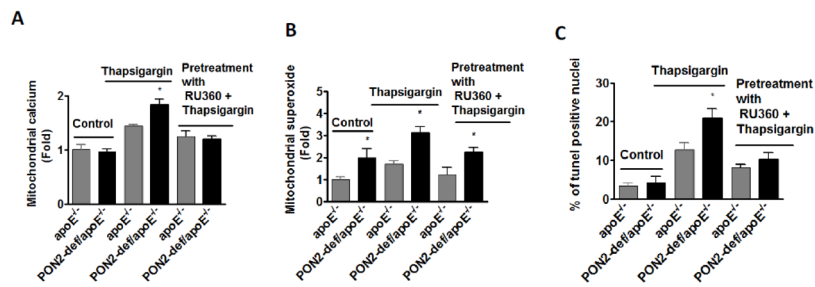 A
Mitochondrial calcium
(Fold)
2
1
0
Control
Thapsigargin
*
Pretreatment
with
RU360 +
Thapsigargin
apoE-/-
PON2-def/apoE-/-
apoE-/-
PON2-def/apoE-/-
apoE-/-
PON2-def/apoE-/-
B
Mitochondrial superoxide
(Fold)
5
4
3
2
1
0
Control
*
Thapsigargin
*
Pretreatment
with
RU360 +
Thapsigargin
*
apoE-/-
PON2-def/apoE-/-
apoE-/-
PON2-def/apoE-/-
apoE-/-
PON2-def/apoE-/-
C
% of tunel positive nuclei
30
20
10
0
Control
Thapsigargin
*
Pretreatment
with
RU360 +
Thapsigargin
apoE-/-
PON2-def/apoE-/-
apoE-/-
PON2-def/apoE-/-
apoE-/-
PON2-def/apoE-/-